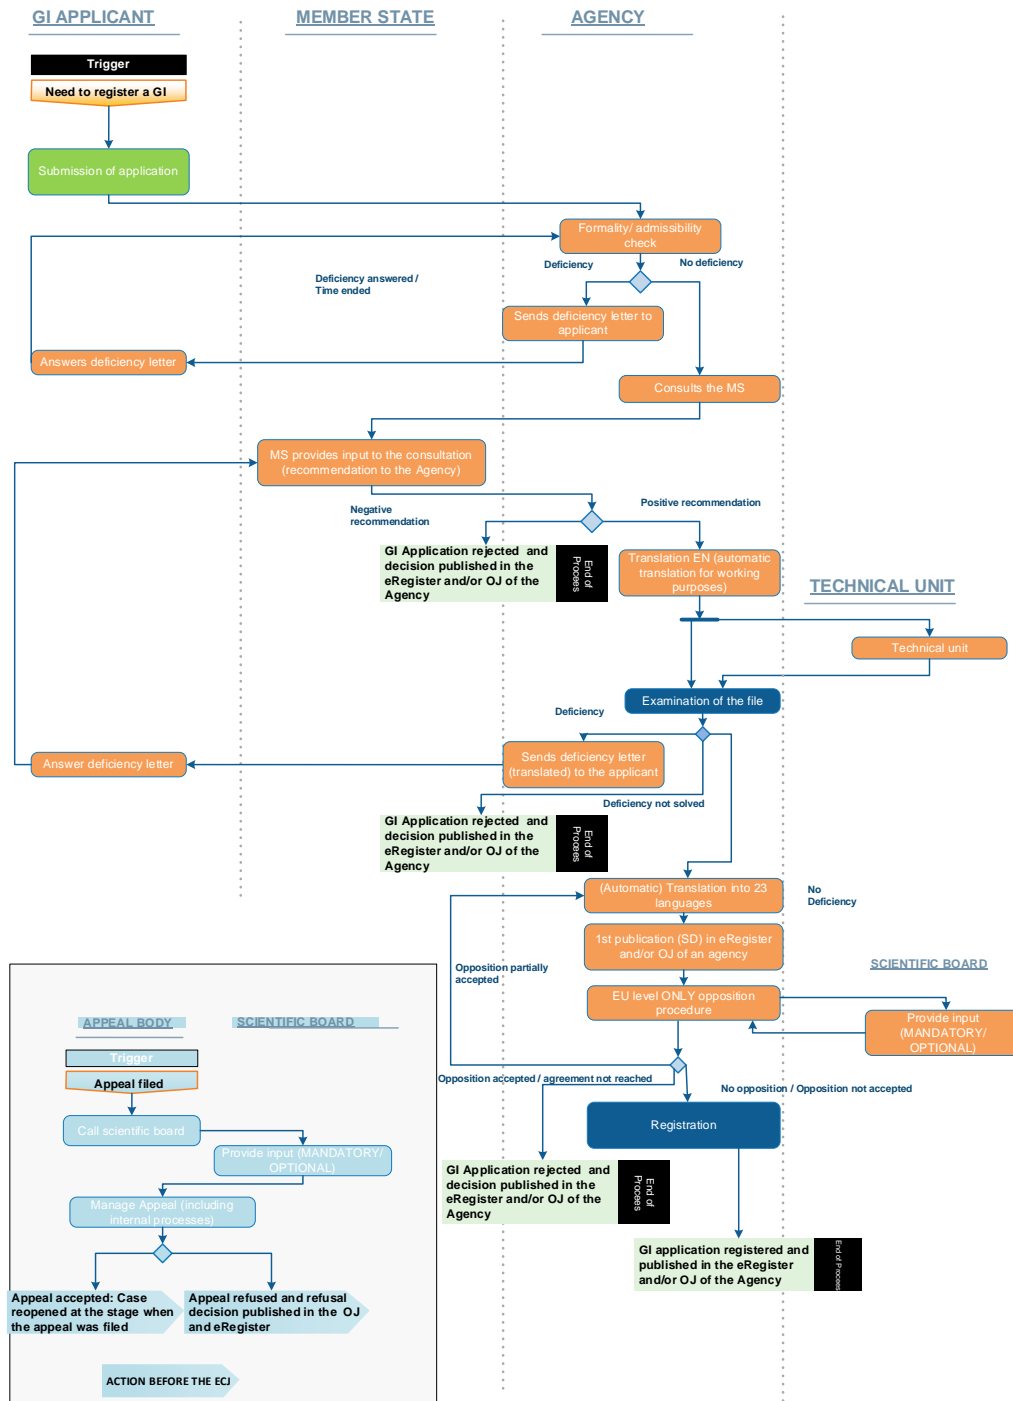 GI APPLICANT
MEMBER STATE
AGENCY
Trigger
Need to register a GI
Submission of application
Formality/ admissibility
check
Deficiency
No deficiency
Deficiency answered /
Time ended
Sends deficiency letter to
applicant
Answers deficiency letter
Consults the MS
MS provides input to the consultation
(recommendation to the Agency)
Negative
recommendation
Positive recommendation
GI Application rejected and
decision published in the
eRegister and/or OJ of the
Agency
End of
Procees
Translation EN (automatic
translation for working
purposes)
TECHNICAL UNIT
Technical unit
Examination of the file
Deficiency
Sends deficiency letter
(translated) to the applicant
Answer deficiency letter
Deficiency not solved
GI Application rejected and
decision published in the
eRegister and/or OJ of the
Agency
End of
Procees
(Automatic) Translation into 23
languages
No
Deficiency
1st publication (SD) in eRegister
and/or OJ of an agency
Opposition partially
accepted
SCIENTIFIC BOARD
EU level ONLY opposition
procedure
Provide input
(MANDATORY/
OPTIONAL)
Opposition accepted / agreement not reached
No opposition / Opposition not accepted
Registration
GI Application rejected and
decision published in the
eRegister and/or OJ of the
Agency
End of
Procees
GI application registered and
published in the eRegister
and/or OJ of the Agency
End of Procees
APPEAL BODY
SCIENTIFIC BOARD
Trigger
Appeal filed
Call scientific board
Provide input (MANDATORY/
OPTIONAL)
Manage Appeal (including
internal processes)
Appeal accepted: Case
reopened at the stage when
the appeal was filed
Appeal refused and refusal
decision published in the OJ
and eRegister
ACTION BEFORE THE ECJ